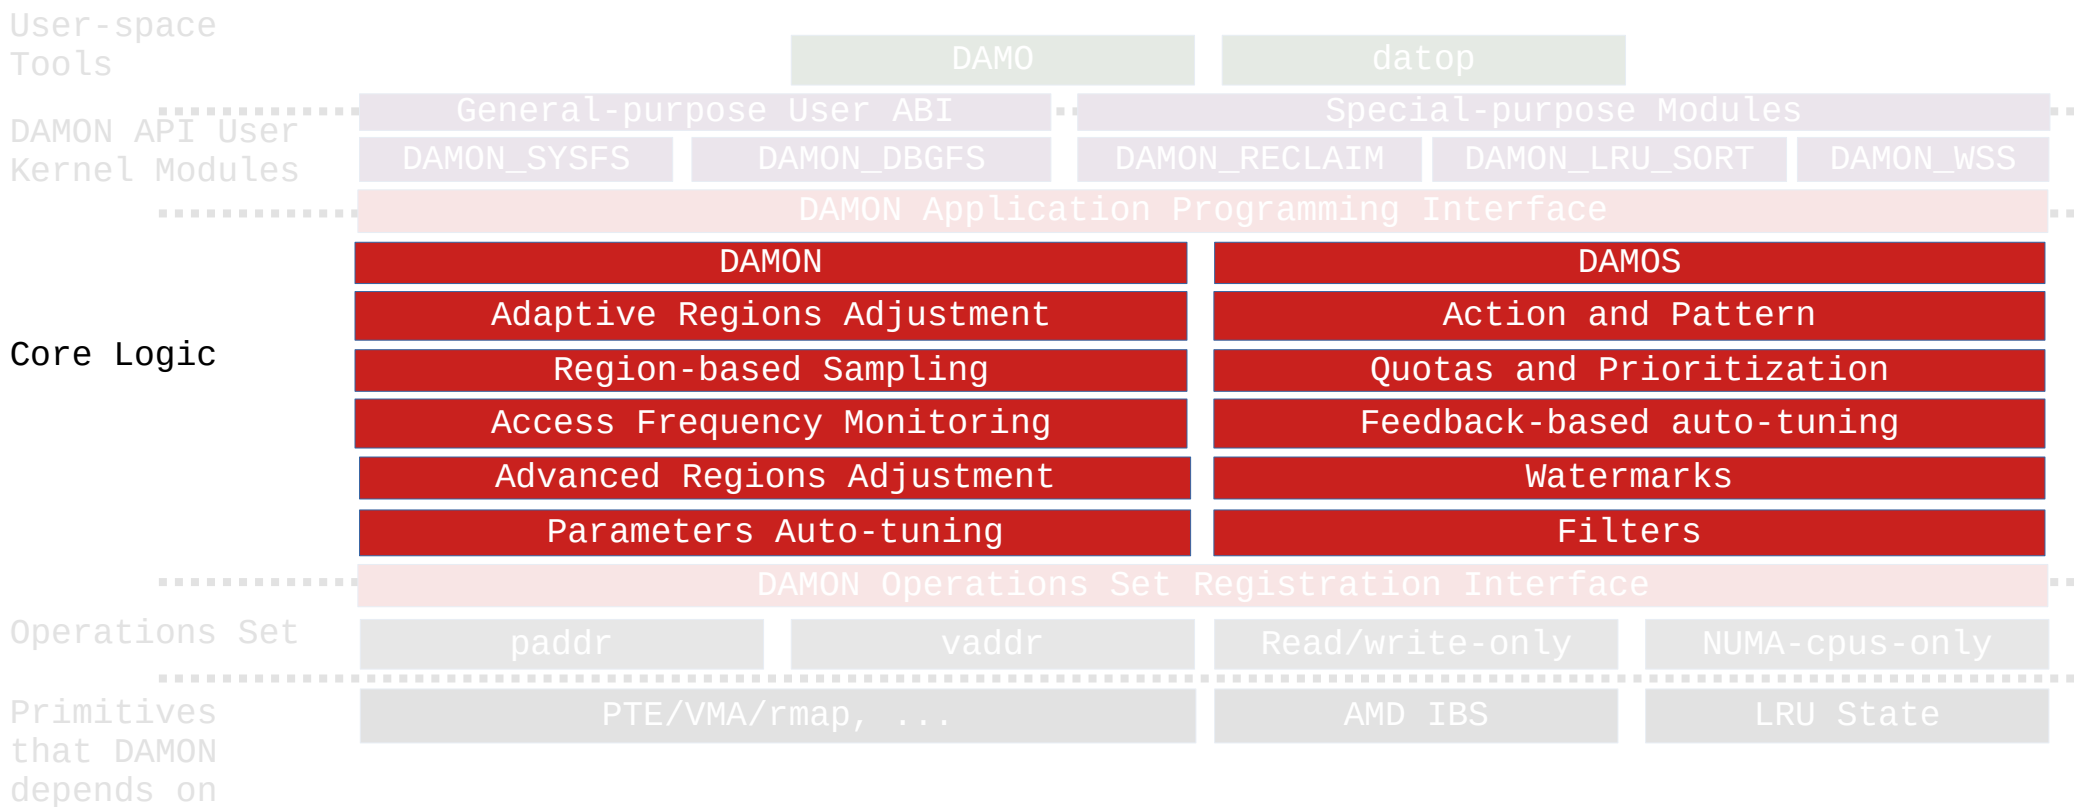 User-space
Tools
DAMO
datop
General-purpose User ABI
Special-purpose Modules
DAMON API User
Kernel Modules
DAMON_SYSFS
DAMON_DBGFS
DAMON_RECLAIM
DAMON_LRU_SORT
DAMON_WSS
DAMON Application Programming Interface
Core Logic
DAMON
Adaptive Regions Adjustment
Region-based Sampling
Access Frequency Monitoring
Advanced Regions Adjustment
Parameters Auto-tuning
DAMOS
Action and Pattern
Quotas and Prioritization
Feedback-based auto-tuning
Watermarks
Filters
DAMON Operations Set Registration Interface
Operations Set
paddr
vaddr
Read/write-only
NUMA-cpus-only
Primitives
that DAMON
depends on
PTE/VMA/rmap, ...
AMD IBS
LRU State